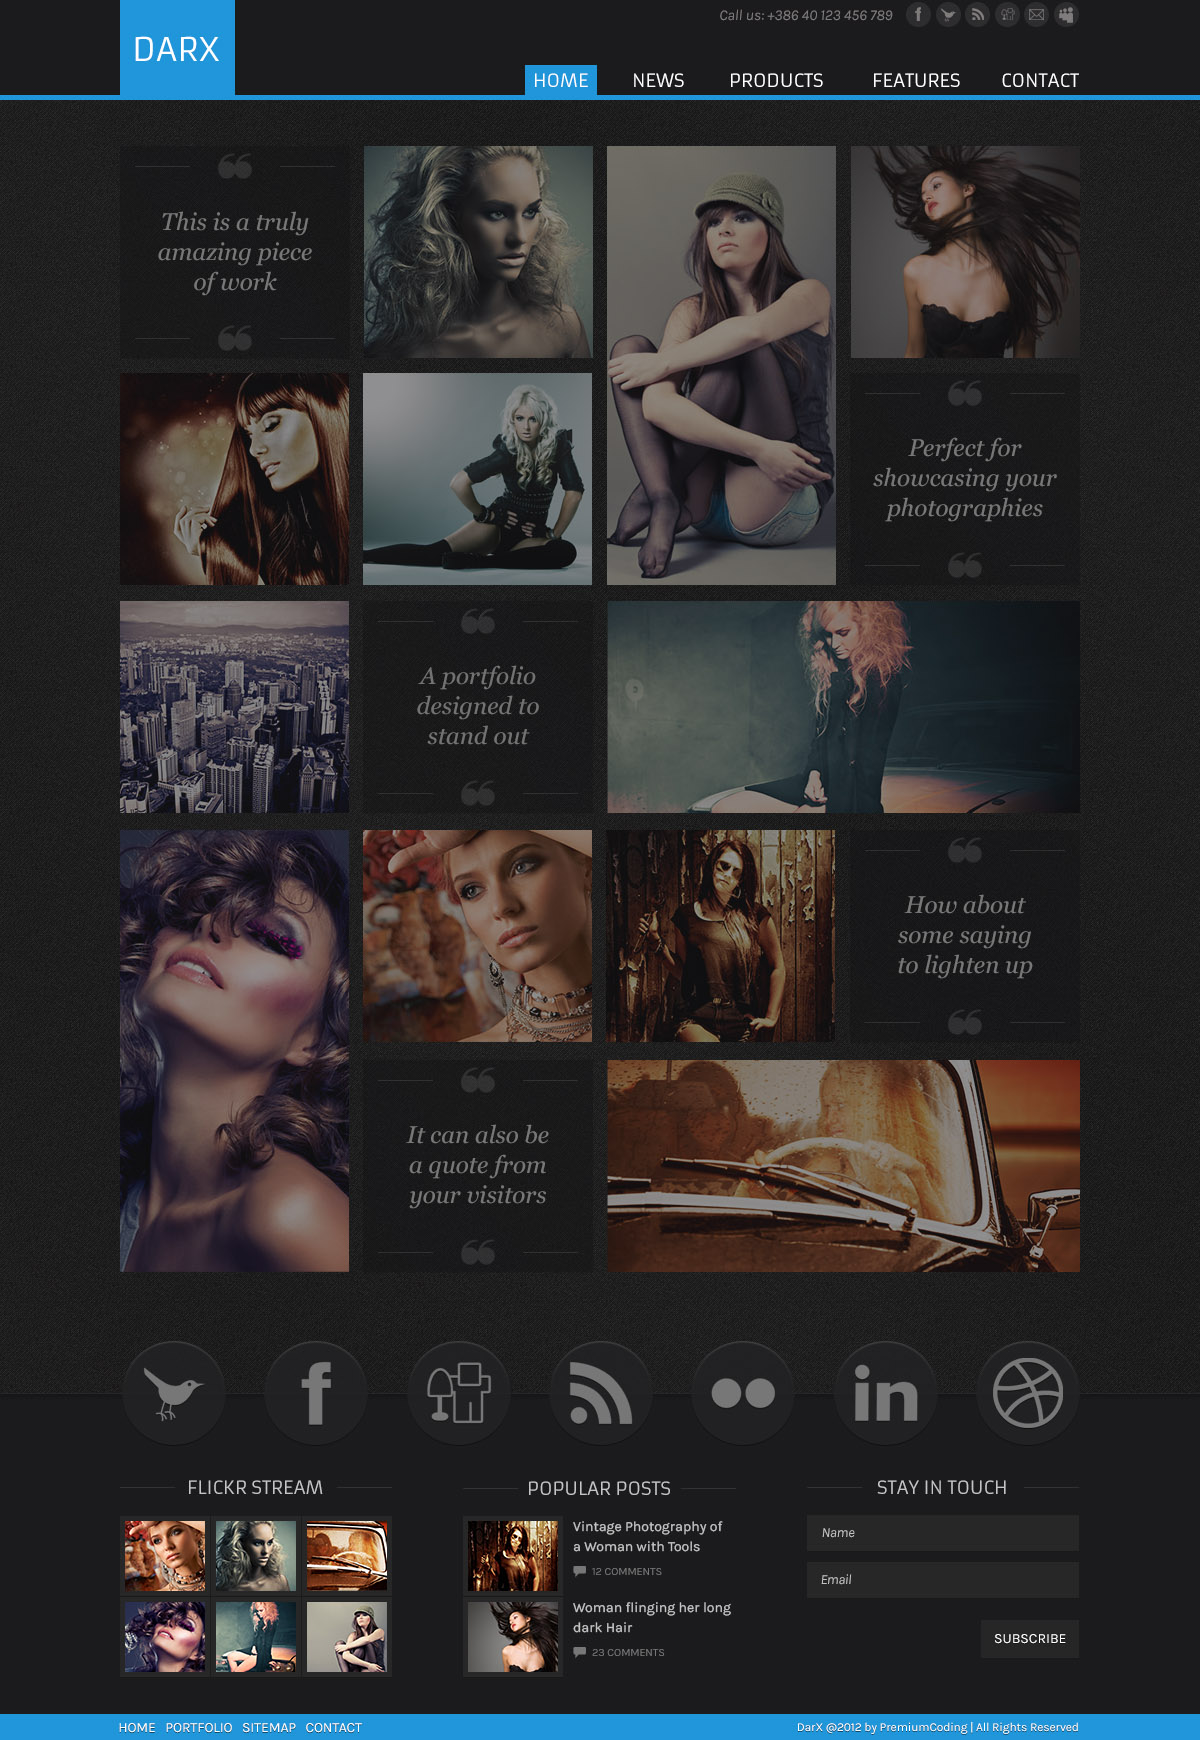 Call us: +386 40 123 456 789
DARX
HOME NEWS PRODUCTS FEATURES CONTACT
This is a truly
amazing piece
of work
Perfect for
showcasing your
photographies
A portfolio
designed to
stand out
How about
some saying
to lighten up
It can also be
a quote from
your visitors
FLICKR STREAM
POPULAR POSTS
Vintage Photography of
a Woman with Tools
12 COMMENTS
Woman flinging her long
dark Hair
23 COMMENTS
STAY IN TOUCH
Name
Email
SUBSCRIBE
HOME PORTFOLIO SITEMAP CONTACT
DarX @2012 by PremiumCoding | All Rights Reserved